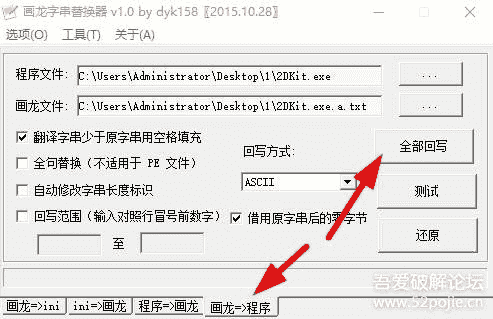 画龙字串替换器 v1.0 by dyk158〖2015.10.28〗
选项(O) 工具(T) 关于(A)
程序文件: C:\Users\Administrator\Desktop\1\2DKit.exe ...
画龙文件: C:\Users\Administrator\Desktop\1\2DKit.exe.a.txt ...
翻译字串少于原字串用空格填充
全句替换(不适用于 PE 文件)
自动修改字串长度标识
回写范围(输入对照行冒号前数字)
至
回写方式:
ASCII
借用原字串后的零字节
全部回写
测试
还原
画龙=>ini ini=>画龙 程序=>画龙 画龙=>程序
吾爱破解论坛
www.52pojie.cn